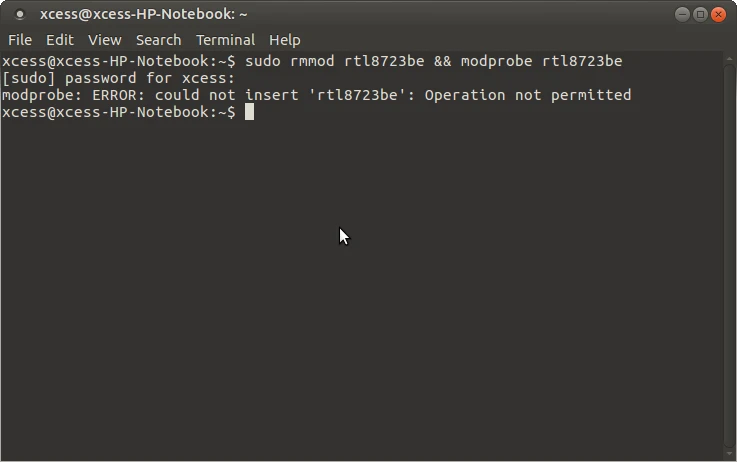 xcess@xcess-HP-Notebook: ~
File Edit View Search Terminal Help
xcess@xcess-HP-Notebook:~$ sudo rmmod rtl8723be && modprobe rtl8723be
[sudo] password for xcess:
modprobe: ERROR: could not insert 'rtl8723be': Operation not permitted
xcess@xcess-HP-Notebook:~$